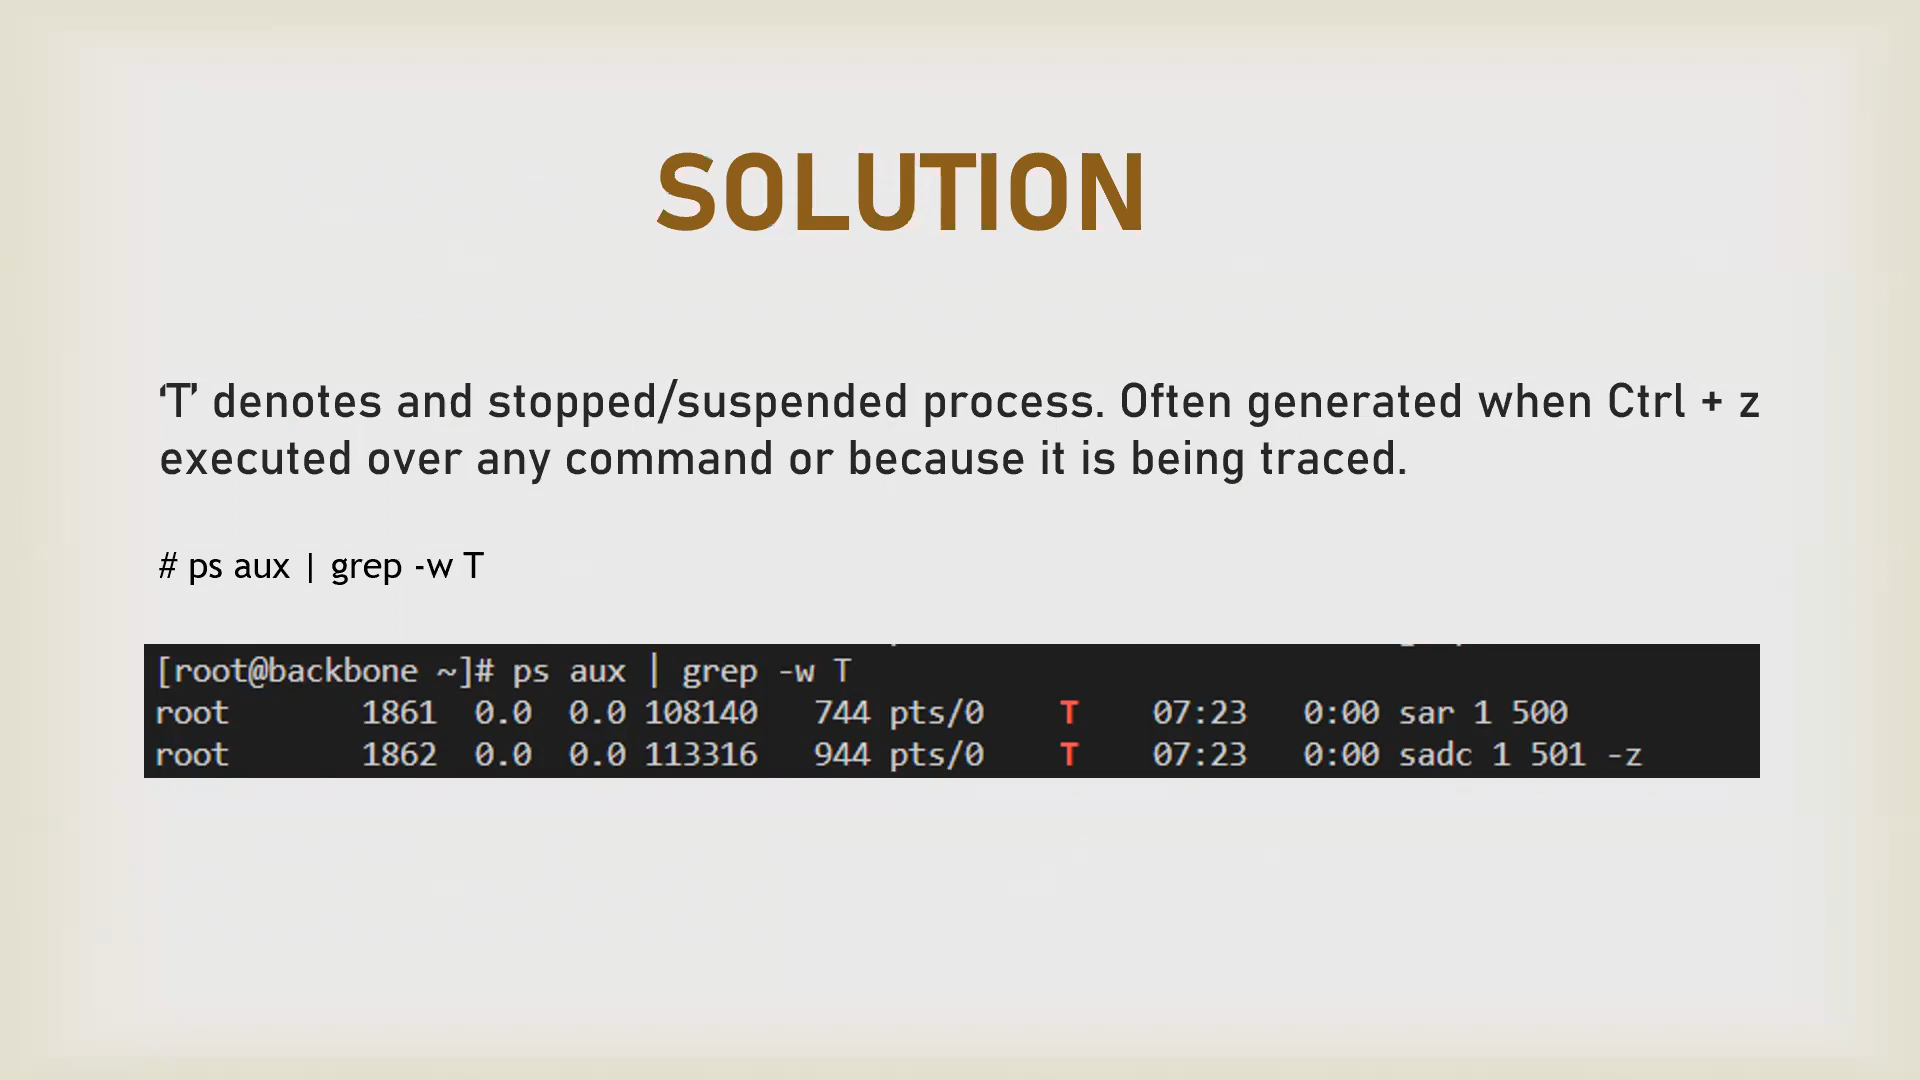 SOLUTION
‘T’ denotes and stopped/suspended process. Often generated when Ctrl + z
executed over any command or because it is being traced.
# ps aux | grep -w T
[root@backbone ~]# ps aux | grep -w T
root 1861 0.0 0.0 108140 744 pts/0 T 07:23 0:00 sar 1 500
root 1862 0.0 0.0 113316 944 pts/0 T 07:23 0:00 sadc 1 501 -z